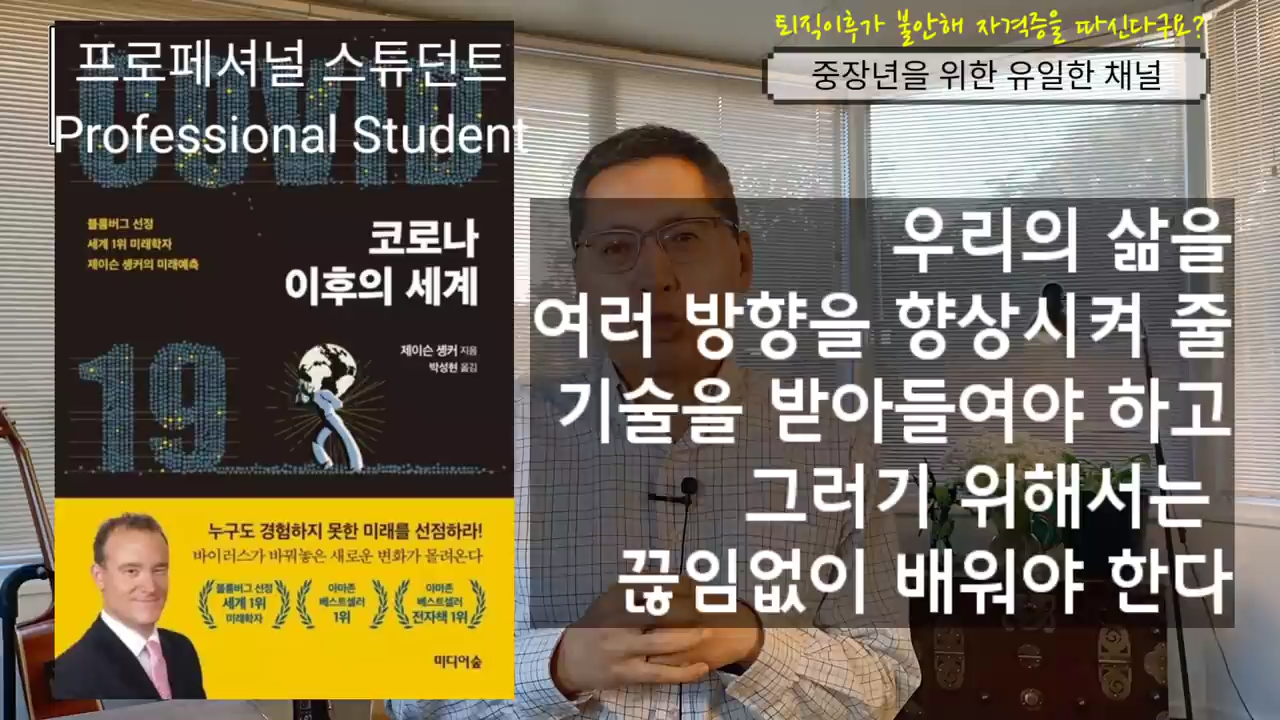 퇴직이후가 불안해 자격증을 따신다구요?
중장년을 위한 유일한 채널
프로페셔널 스튜던트
Professional Student
COVID
블룸버그 선정
세계 1위 미래학자
제이슨 솅커의 미래예측
코로나
이후의 세계
제이슨 솅커 지음
박성현 옮김
19
누구도 경험하지 못한 미래를 선점하라!
바이러스가 바꿔놓은 새로운 변화가 몰려온다
블룸버그 선정
세계 1위
미래학자
아마존
베스트셀러
1위
아마존
베스트셀러
전자책 1위
미디어숲
우리의 삶을
여러 방향을 향상시켜 줄
기술을 받아들여야 하고
그러기 위해서는
끊임없이 배워야 한다